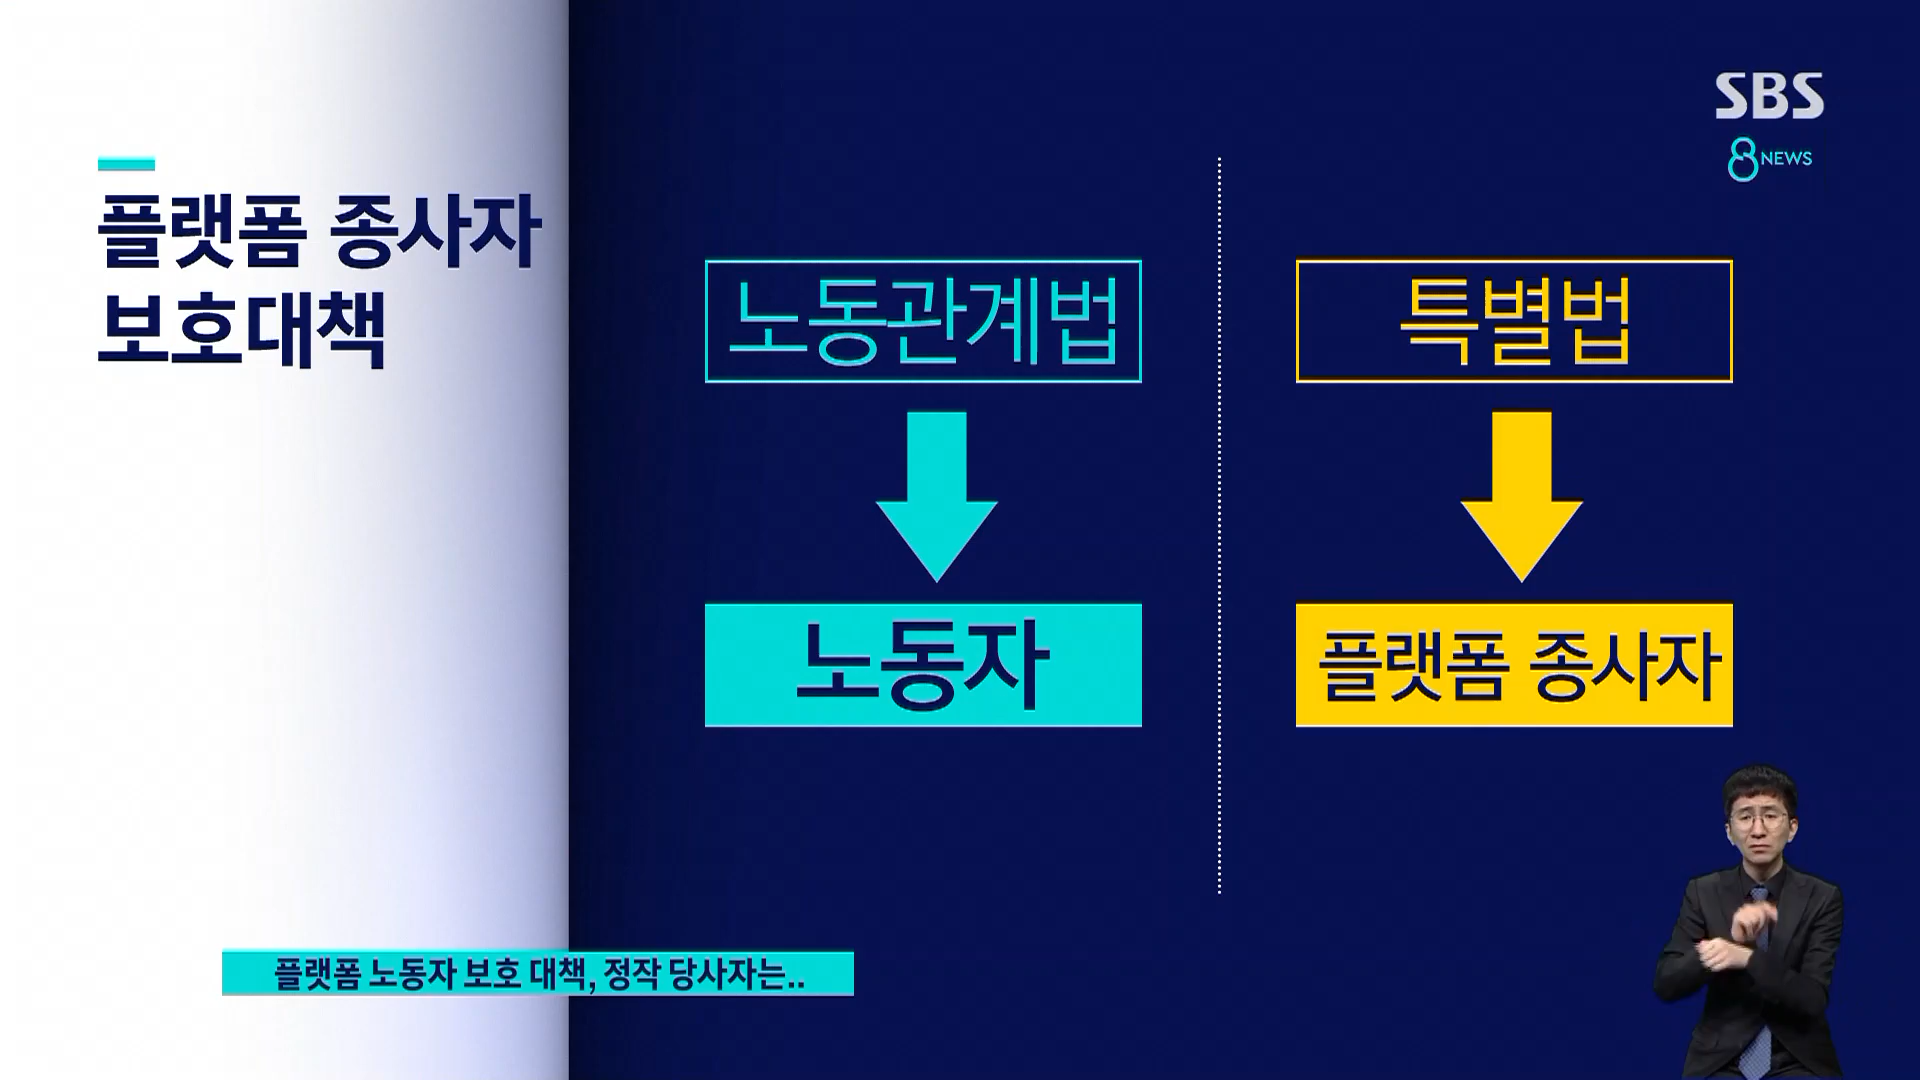 플랫폼 종사자
보호대책
SBS
8 NEWS
노동관계법
특별법
노동자
플랫폼 종사자
플랫폼 노동자 보호 대책, 정작 당사자는..